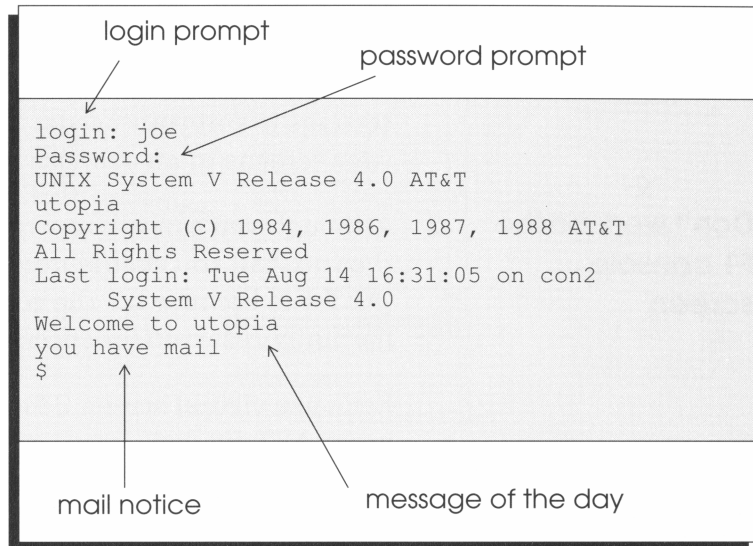 login prompt
password prompt
login: joe
Password:
UNIX System V Release 4.0 AT&T
utopia
Copyright (c) 1984, 1986, 1987, 1988 AT&T
All Rights Reserved
Last login: Tue Aug 14 16:31:05 on con2
System V Release 4.0
Welcome to utopia
you have mail
$
mail notice
message of the day